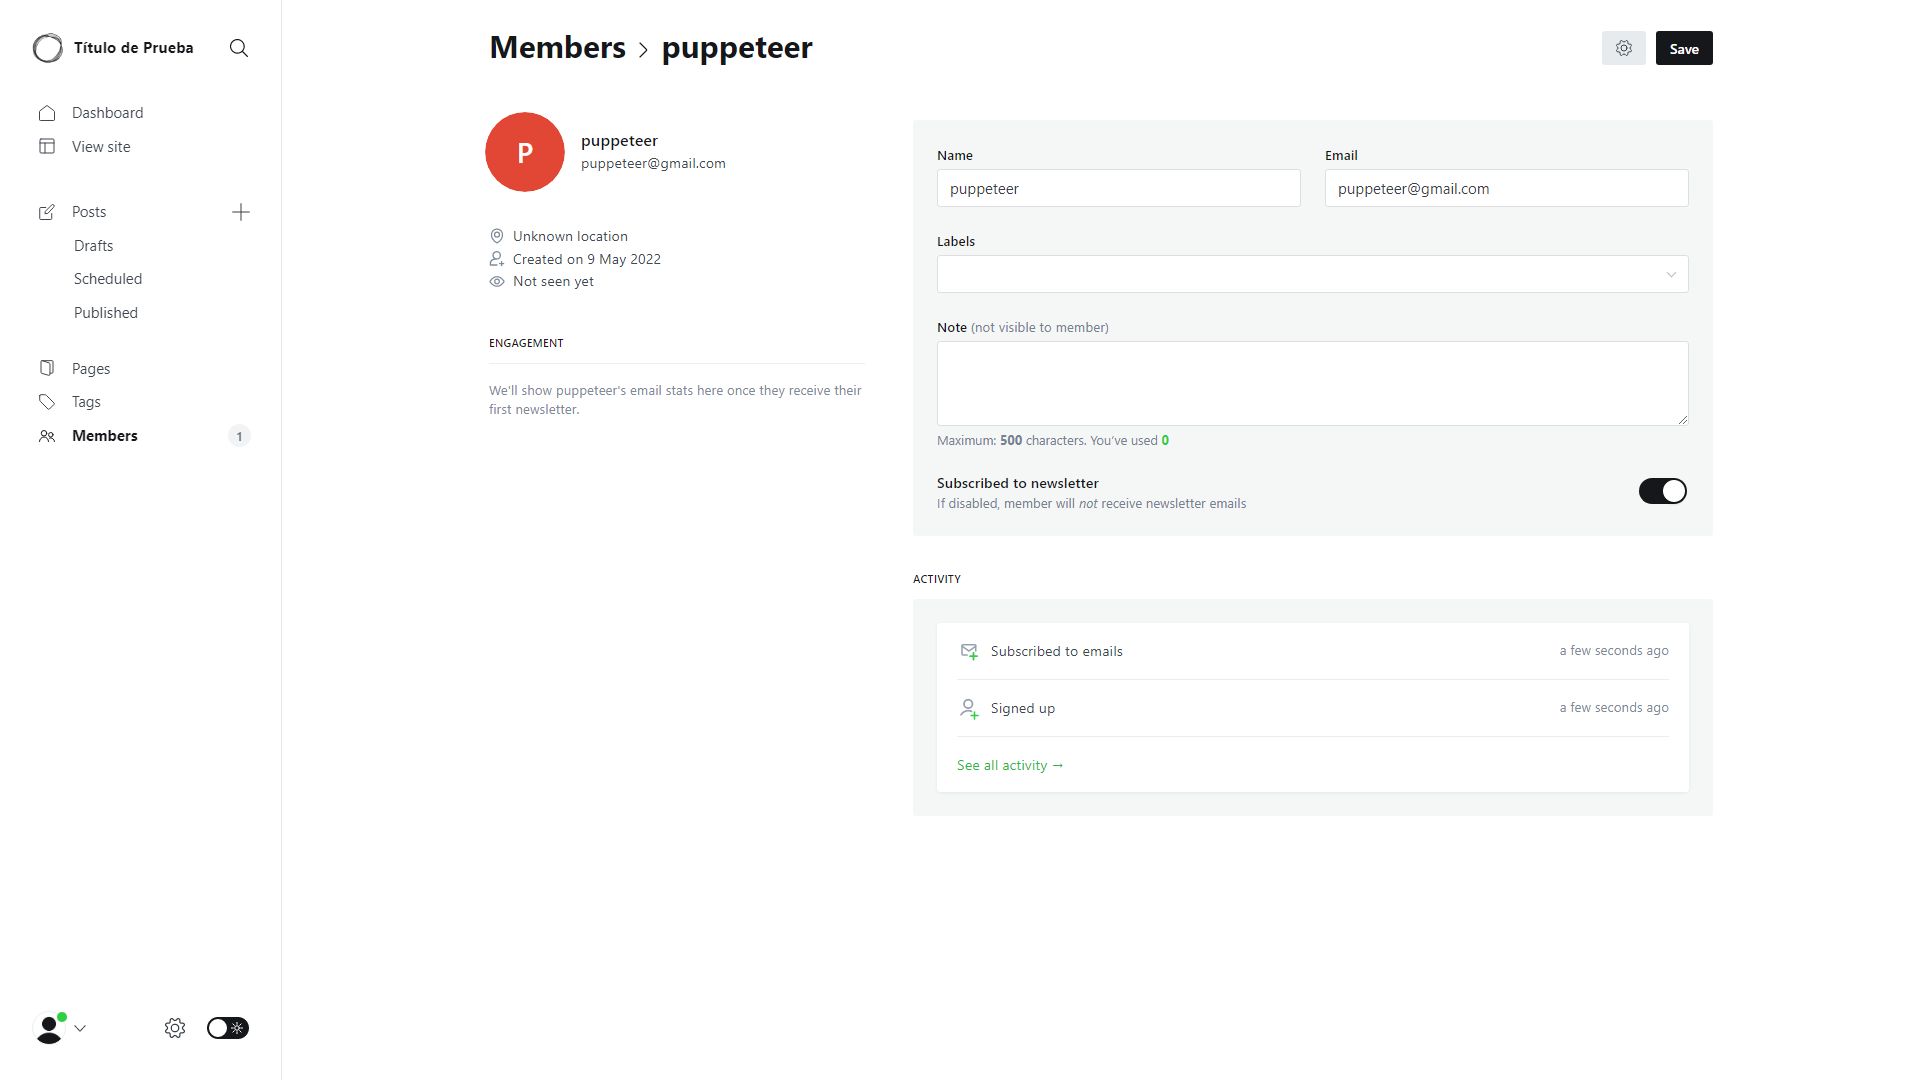 Título de Prueba
Dashboard
View site
Posts
Drafts
Scheduled
Published
Pages
Tags
Members 1
Members > puppeteer
Save
P
puppeteer
puppeteer@gmail.com
Unknown location
Created on 9 May 2022
Not seen yet
ENGAGEMENT
We'll show puppeteer's email stats here once they receive their
first newsletter.
Name
puppeteer
Email
puppeteer@gmail.com
Labels
Note (not visible to member)
Maximum: 500 characters. You’ve used 0
Subscribed to newsletter
If disabled, member will not receive newsletter emails
ACTIVITY
Subscribed to emails a few seconds ago
Signed up a few seconds ago
See all activity →